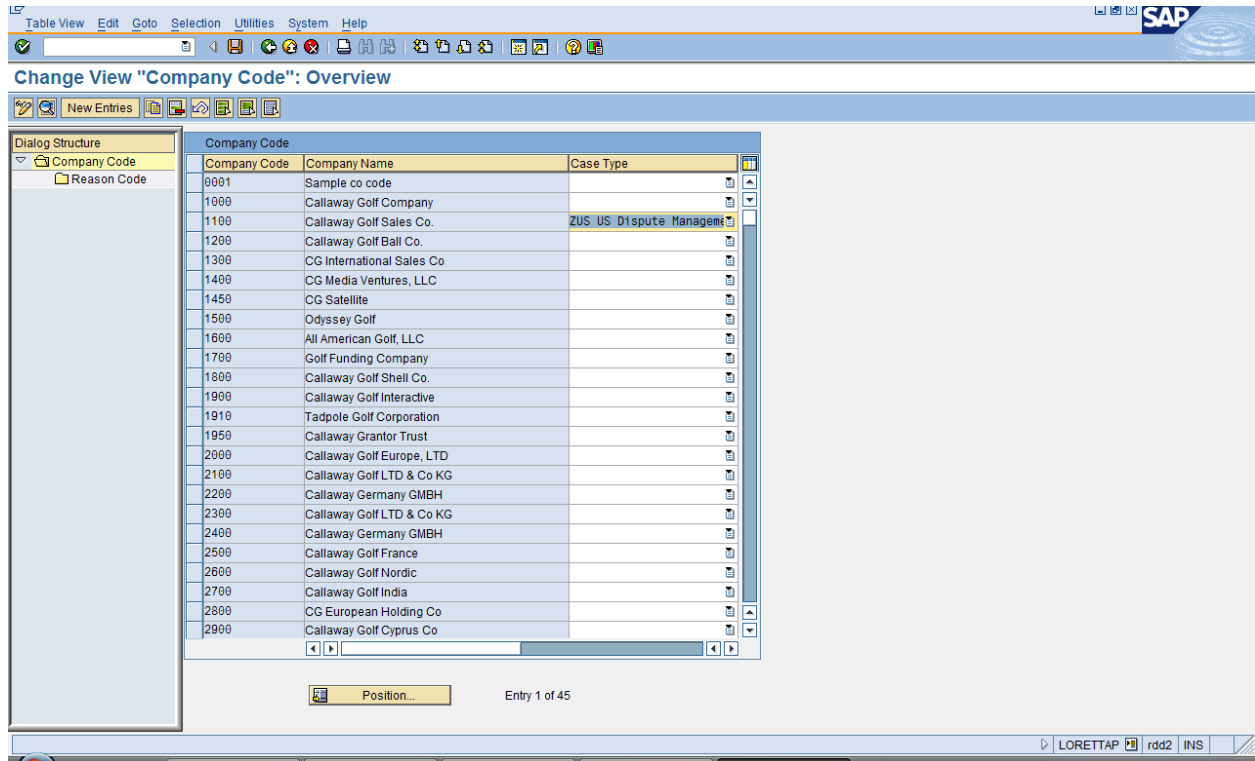 Table View Edit Goto Selection Utilities System Help
SAP
Change View "Company Code": Overview
New Entries
Dialog Structure
Company Code
Reason Code
Company Code
Company Code Company Name Case Type
0001 Sample co code
1000 Callaway Golf Company
1100 Callaway Golf Sales Co. ZUS US Dispute Manageme
1200 Callaway Golf Ball Co.
1300 CG International Sales Co
1400 CG Media Ventures, LLC
1450 CG Satellite
1500 Odyssey Golf
1600 All American Golf, LLC
1700 Golf Funding Company
1800 Callaway Golf Shell Co.
1900 Callaway Golf Interactive
1910 Tadpole Golf Corporation
1950 Callaway Grantor Trust
2000 Callaway Golf Europe, LTD
2100 Callaway Golf LTD & Co KG
2200 Callaway Germany GMBH
2300 Callaway Golf LTD & Co KG
2400 Callaway Germany GMBH
2500 Callaway Golf France
2600 Callaway Golf Nordic
2700 Callaway Golf India
2800 CG European Holding Co
2900 Callaway Golf Cyprus Co
Position... Entry 1 of 45
LORETTAP rdd2 INS